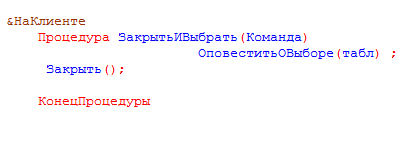 &НаКлиенте
Процедура ЗакрытьИВыбрать(Команда)
ОповеститьОВыборе(табл) ;
Закрыть();
КонецПроцедуры